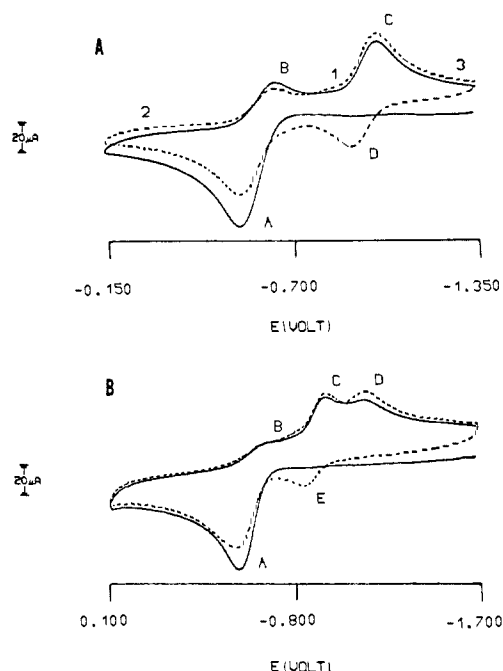 A
C
B
1
3
2
20μA
D
A
-0.150
-0.700
-1.350
E(VOLT)
B
C
D
B
20μA
E
A
0.100
-0.800
-1.700
E(VOLT)